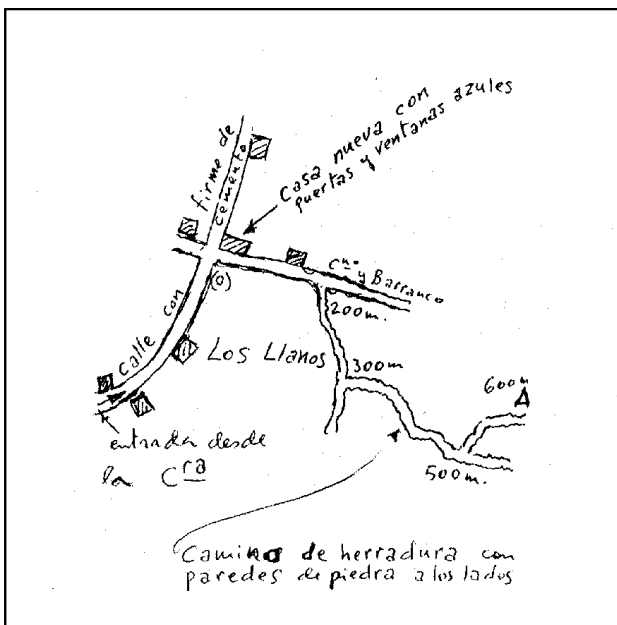 Casa nueva con
puertas y ventanas azules
Calle con firme de
cemento
Cⁿᵒ y Barranco
(0)
200m.
Los Llanos
300m
600m
entrada desde
la Cra
500m.
Camino de herradura con
paredes de piedra a los lados